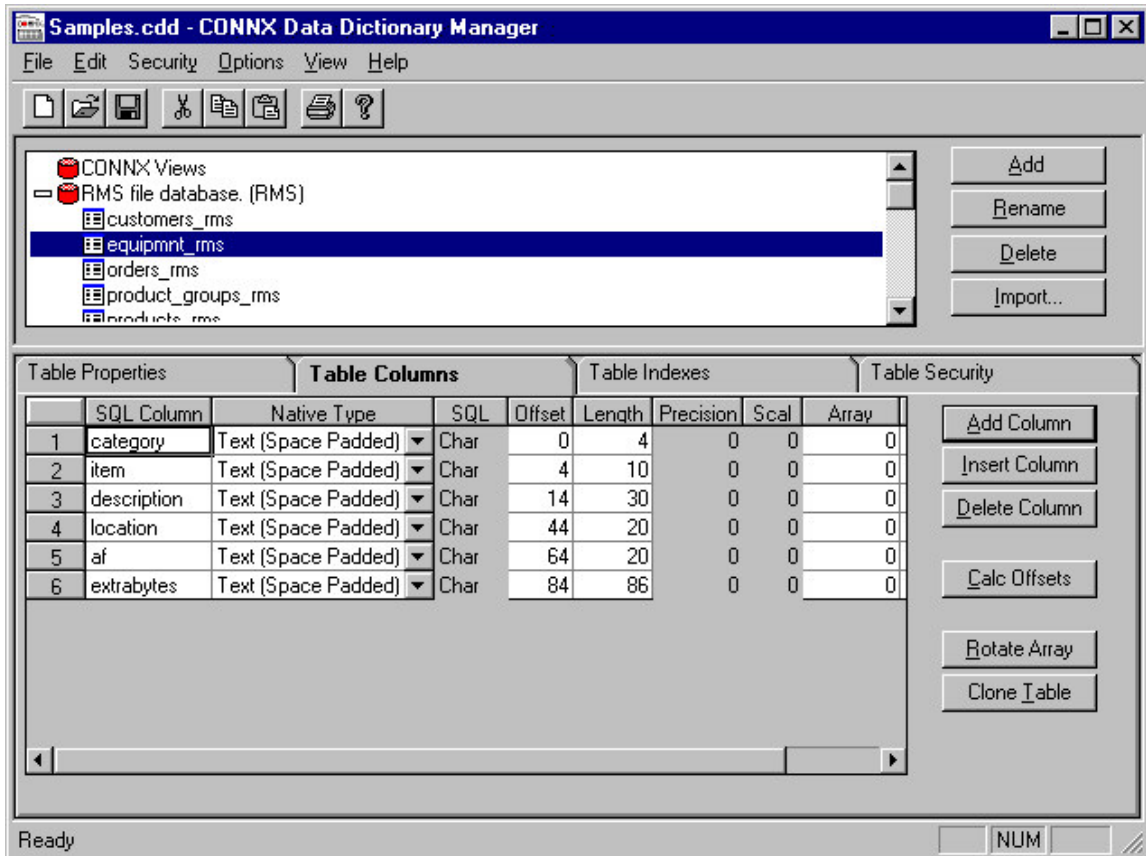 Samples.cdd - CONNX Data Dictionary Manager
File Edit Security Options View Help
CONNX Views
RMS file database. (RMS)
customers_rms
equipmnt_rms
orders_rms
product_groups_rms
products_rms
Add
Rename
Delete
Import...
Table Properties Table Columns Table Indexes Table Security
SQL Column Native Type SQL Offset Length Precision Scal Array
1 category Text (Space Padded) Char 0 4 0 0 0
2 item Text (Space Padded) Char 4 10 0 0 0
3 description Text (Space Padded) Char 14 30 0 0 0
4 location Text (Space Padded) Char 44 20 0 0 0
5 af Text (Space Padded) Char 64 20 0 0 0
6 extrabytes Text (Space Padded) Char 84 86 0 0 0
Add Column
Insert Column
Delete Column
Calc Offsets
Rotate Array
Clone Table
Ready NUM